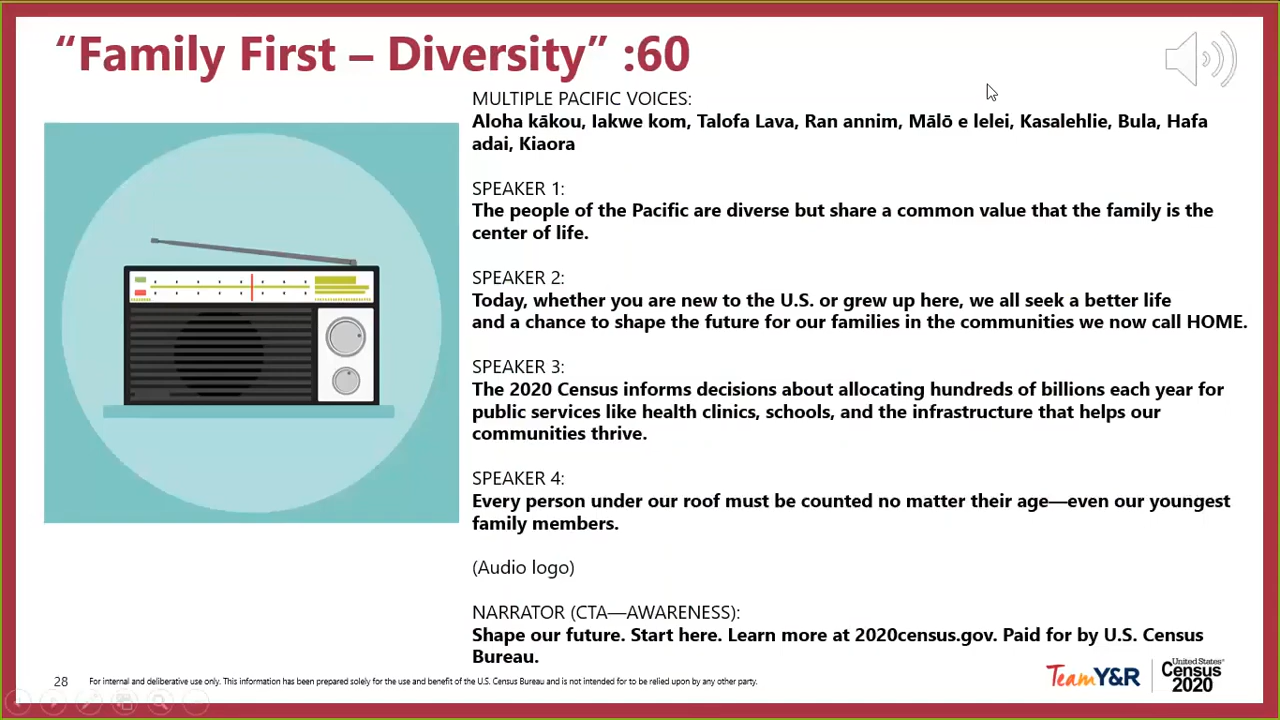 “Family First – Diversity” :60
MULTIPLE PACIFIC VOICES:
Aloha kākou, Iakwe kom, Talofa Lava, Ran annim, Mālō e lelei, Kasalehlie, Bula, Hafa
adai, Kiaora
SPEAKER 1:
The people of the Pacific are diverse but share a common value that the family is the
center of life.
SPEAKER 2:
Today, whether you are new to the U.S. or grew up here, we all seek a better life
and a chance to shape the future for our families in the communities we now call HOME.
SPEAKER 3:
The 2020 Census informs decisions about allocating hundreds of billions each year for
public services like health clinics, schools, and the infrastructure that helps our
communities thrive.
SPEAKER 4:
Every person under our roof must be counted no matter their age—even our youngest
family members.
(Audio logo)
NARRATOR (CTA—AWARENESS):
Shape our future. Start here. Learn more at 2020census.gov. Paid for by U.S. Census
Bureau.
28 For internal and deliberative use only. This information has been prepared solely for the use and benefit of the U.S. Census Bureau and is not intended for to be relied upon by any other party.
TeamY&R
United States®
Census
2020